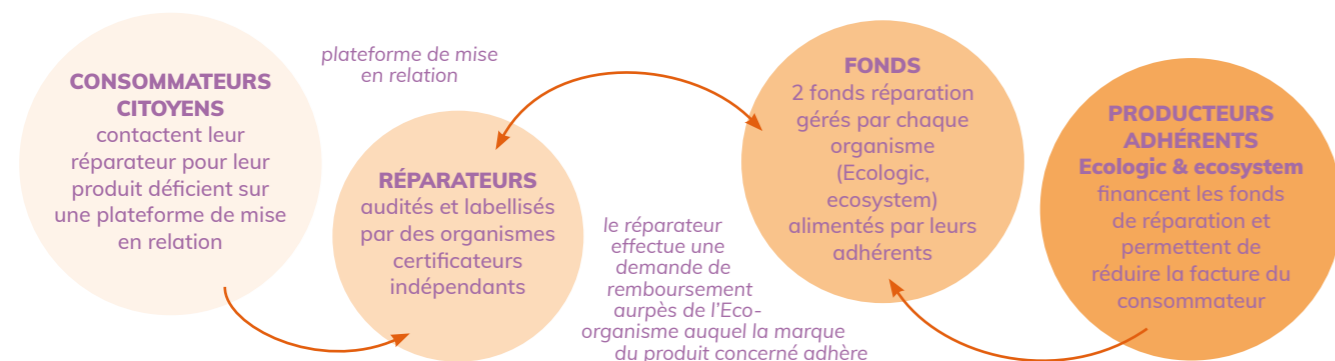 CONSOMMATEURS
CITOYENS
contactent leur
réparateur pour leur
produit déficient sur
une plateforme de mise
en relation
plateforme de mise
en relation
RÉPARATEURS
audités et labellisés
par des organismes
certificateurs
indépendants
le réparateur
effectue une
demande de
remboursement
aurpès de l'Eco-
organisme auquel la marque
du produit concerné adhère
FONDS
2 fonds réparation
gérés par chaque
organisme
(Ecologic,
ecosystem)
alimentés par leurs
adhérents
PRODUCTEURS
ADHÉRENTS
Ecologic & ecosystem
financent les fonds
de réparation et
permettent de
réduire la facture du
consommateur